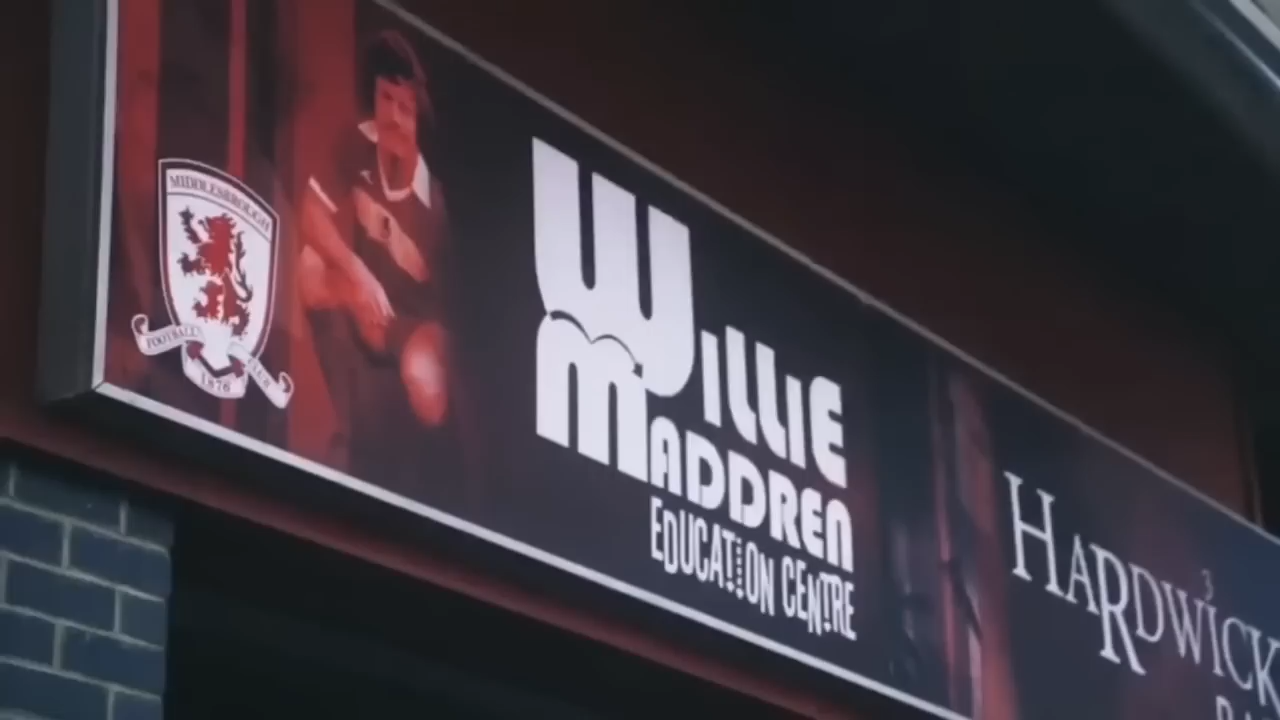 MIDDLESBROUGH
FOOTBALL CLUB
1876
WILLIE
MADDREN
EDUCATION CENTRE
HARDWICK